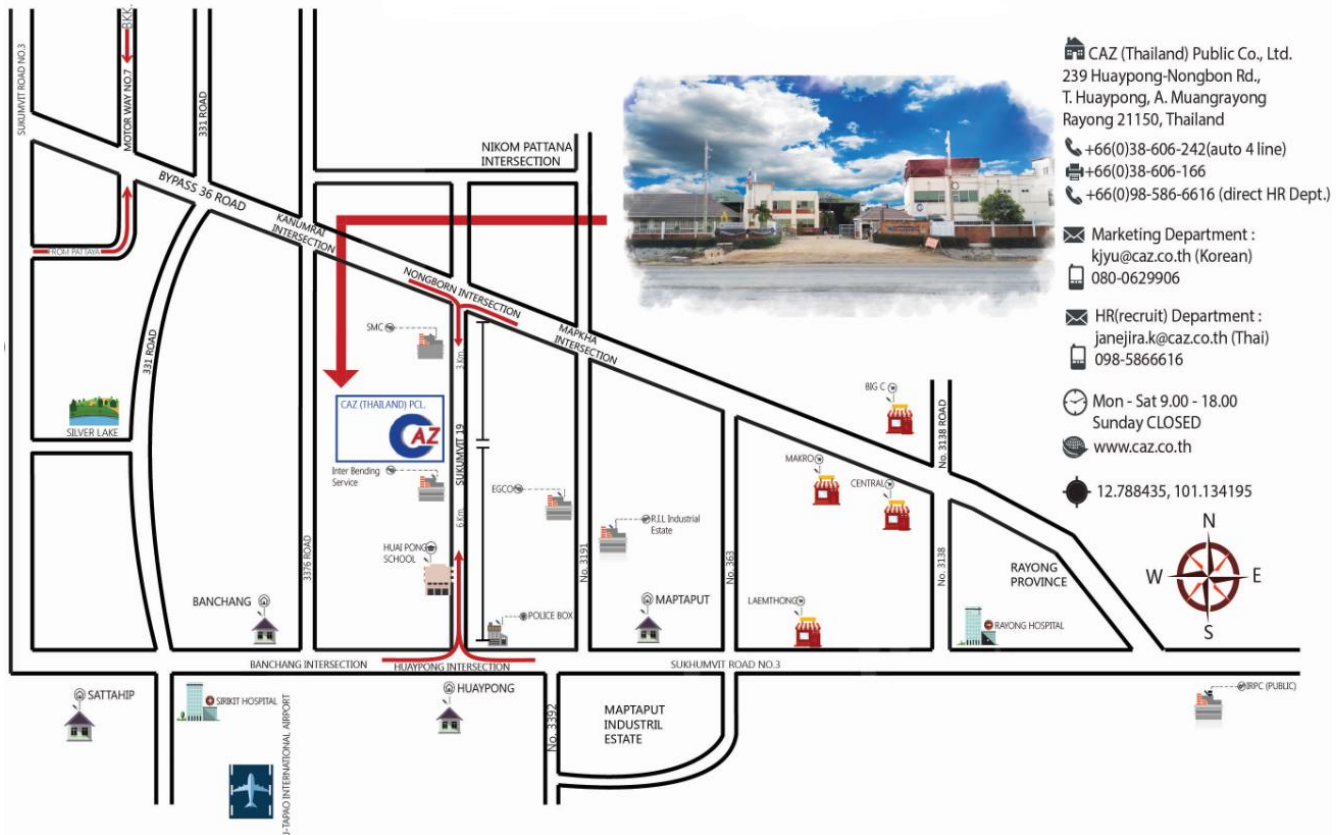 SUKUMVIT ROAD NO.3
BKK.
MOTOR WAY NO.7
331 ROAD
BYPASS 36 ROAD
FROM PATTAYA
KANUMRAI
INTERSECTION
NIKOM PATTANA
INTERSECTION
NONGBORN INTERSECTION
MAPKHA
INTERSECTION
331 ROAD
SILVER LAKE
SMC
3 Km.
CAZ (THAILAND) PCL.
CAZ
SUKUMVIT 19
Inter Bending
Service
EGCO
6 Km.
HUAI PONG
SCHOOL
3376 ROAD
No. 3191
R.I.L Industrial
Estate
No. 363
BIG C
MAKRO
CENTRAL
No. 3138 ROAD
No. 3138
RAYONG
PROVINCE
BANCHANG
POLICE BOX
MAPTAPUT
LAEMTHONG
RAYONG HOSPITAL
BANCHANG INTERSECTION
HUAYPONG INTERSECTION
SUKHUMVIT ROAD NO.3
SATTAHIP
SIRIKIT HOSPITAL
HUAYPONG
No. 3392
MAPTAPUT
INDUSTRIL
ESTATE
IRPC (PUBLIC)
-TAPAO INTERNATIONAL AIRPORT
CAZ (Thailand) Public Co., Ltd.
239 Huaypong-Nongbon Rd.,
T. Huaypong, A. Muangrayong
Rayong 21150, Thailand
+66(0)38-606-242(auto 4 line)
+66(0)38-606-166
+66(0)98-586-6616 (direct HR Dept.)
Marketing Department :
kjyu@caz.co.th (Korean)
080-0629906
HR(recruit) Department :
janejira.k@caz.co.th (Thai)
098-5866616
Mon - Sat 9.00 - 18.00
Sunday CLOSED
www.caz.co.th
12.788435, 101.134195
N
W
E
S